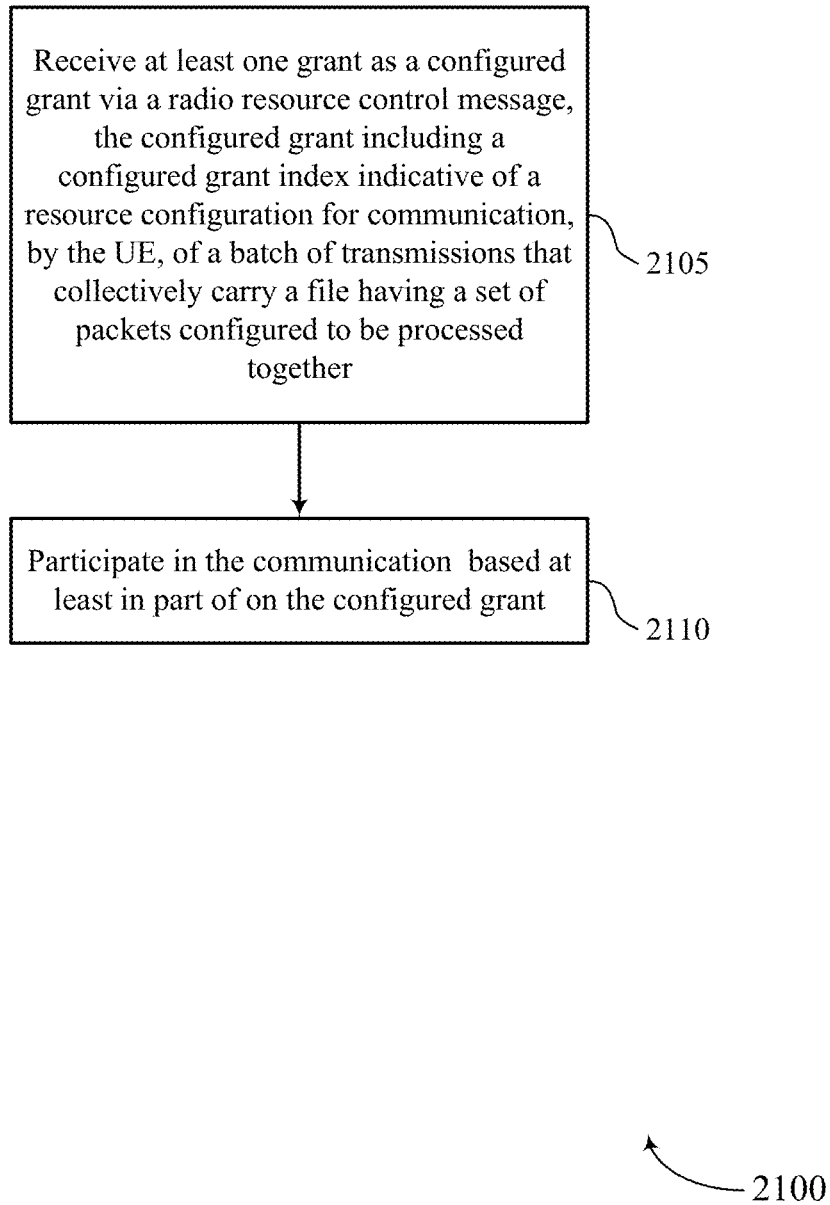 Receive at least one grant as a configured
grant via a radio resource control message,
the configured grant including a
configured grant index indicative of a
resource configuration for communication,
by the UE, of a batch of transmissions that
collectively carry a file having a set of
packets configured to be processed
together
2105
Participate in the communication  based at
least in part of on the configured grant
2110
2100